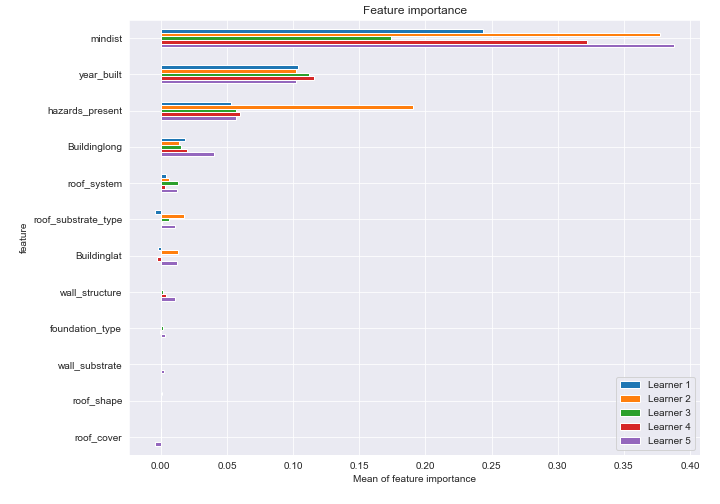 Feature importance
mindist
year_built
hazards_present
Buildinglong
roof_system
roof_substrate_type
Buildinglat
wall_structure
foundation_type
wall_substrate
roof_shape
roof_cover
feature
0.00 0.05 0.10 0.15 0.20 0.25 0.30 0.35 0.40
Mean of feature importance
Learner 1
Learner 2
Learner 3
Learner 4
Learner 5